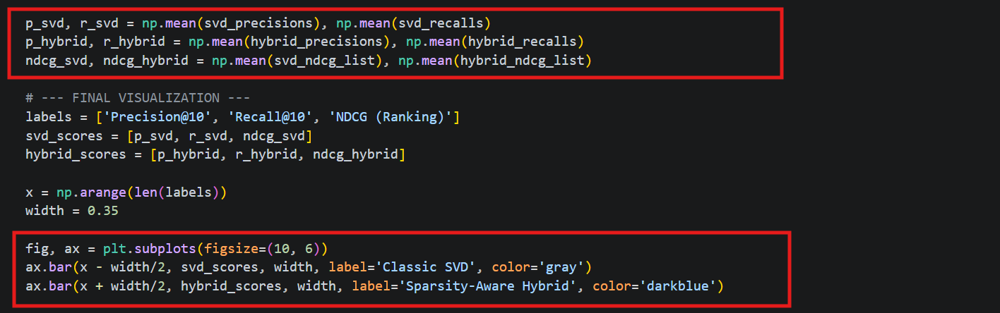 p_svd, r_svd = np.mean(svd_precisions), np.mean(svd_recalls)
p_hybrid, r_hybrid = np.mean(hybrid_precisions), np.mean(hybrid_recalls)
ndcg_svd, ndcg_hybrid = np.mean(svd_ndcg_list), np.mean(hybrid_ndcg_list)
# --- FINAL VISUALIZATION ---
labels = ['Precision@10', 'Recall@10', 'NDCG (Ranking)']
svd_scores = [p_svd, r_svd, ndcg_svd]
hybrid_scores = [p_hybrid, r_hybrid, ndcg_hybrid]
x = np.arange(len(labels))
width = 0.35
fig, ax = plt.subplots(figsize=(10, 6))
ax.bar(x - width/2, svd_scores, width, label='Classic SVD', color='gray')
ax.bar(x + width/2, hybrid_scores, width, label='Sparsity-Aware Hybrid', color='darkblue')